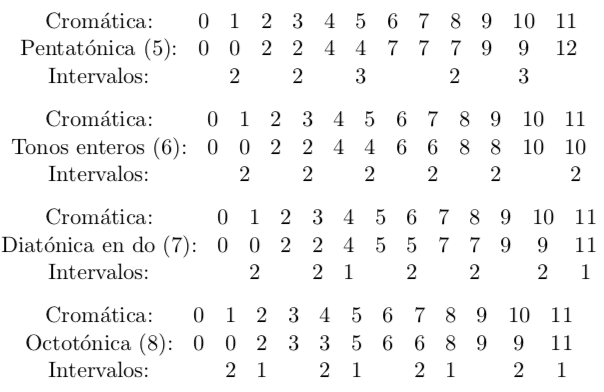 Cromática: 0 1 2 3 4 5 6 7 8 9 10 11
Pentatónica (5): 0 0 2 2 4 4 7 7 7 9 9 12
Intervalos: 2 2 3 2 3
Cromática: 0 1 2 3 4 5 6 7 8 9 10 11
Tonos enteros (6): 0 0 2 2 4 4 6 6 8 8 10 10
Intervalos: 2 2 2 2 2 2
Cromática: 0 1 2 3 4 5 6 7 8 9 10 11
Diatónica en do (7): 0 0 2 2 4 5 5 7 7 9 9 11
Intervalos: 2 2 1 2 2 2 1
Cromática: 0 1 2 3 4 5 6 7 8 9 10 11
Octotónica (8): 0 0 2 3 3 5 6 6 8 9 9 11
Intervalos: 2 1 2 1 2 1 2 1